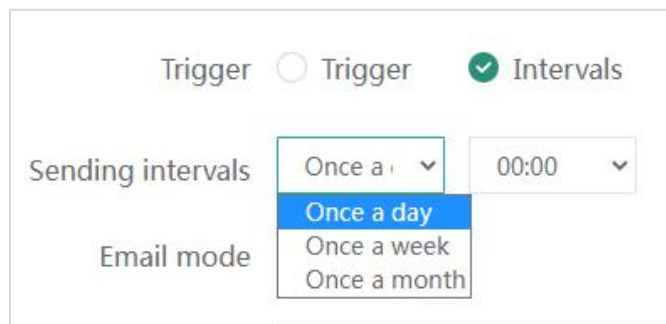 Trigger Trigger Intervals
Sending intervals Once a 00:00
Once a day
Once a week
Email mode
Once a month